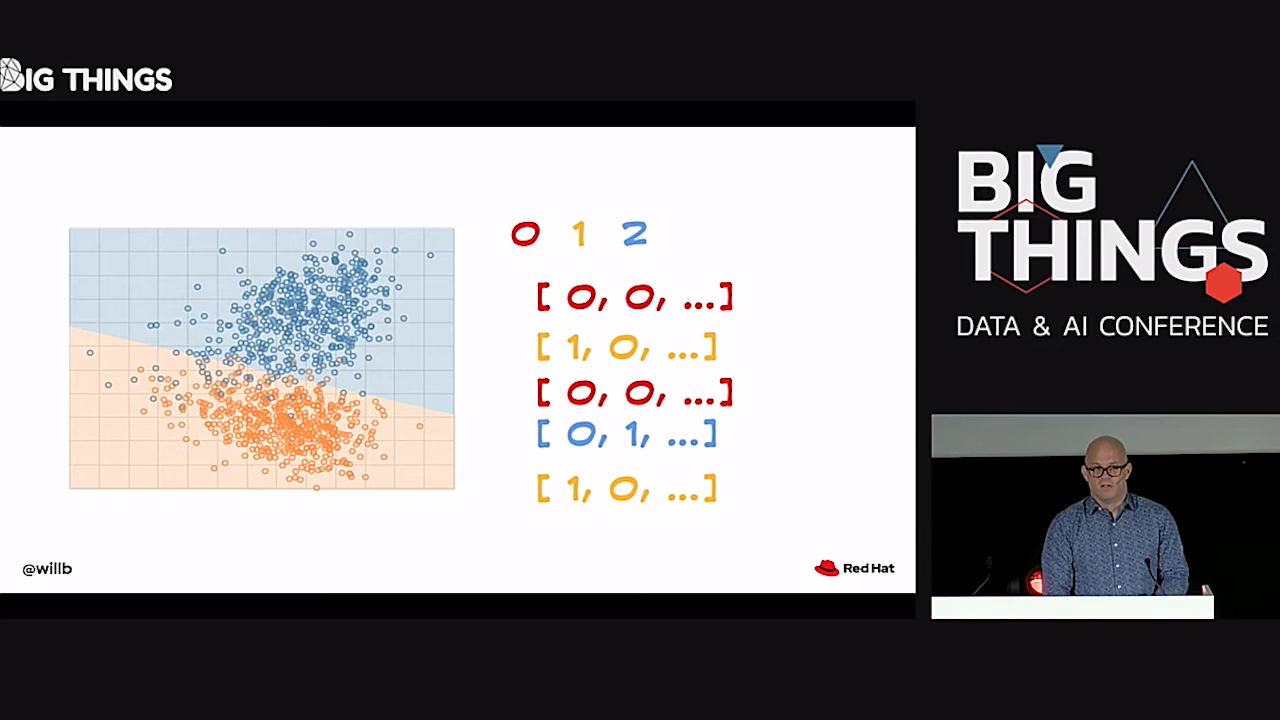 BIG THINGS
0 1 2
[ 0, 0, ...]
[ 1, 0, ...]
[ 0, 0, ...]
[ 0, 1, ...]
[ 1, 0, ...]
@willb
Red Hat
BIG
THINGS
DATA & AI CONFERENCE